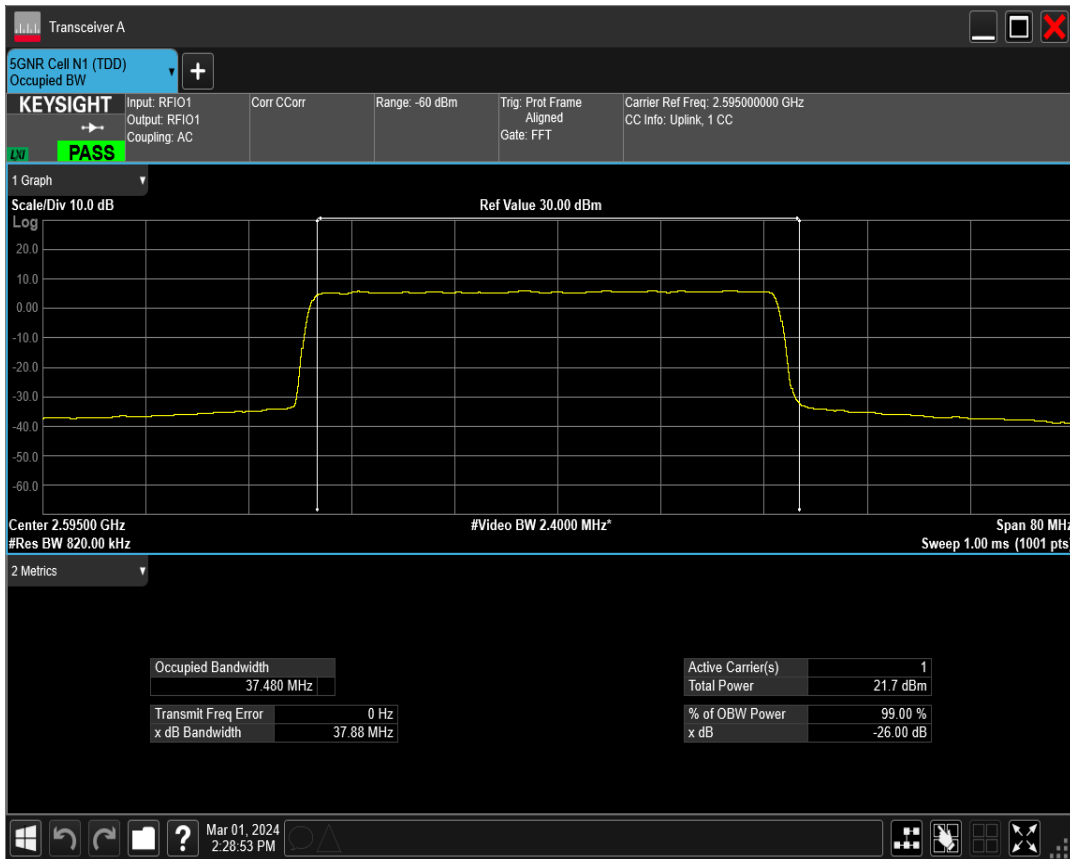 Transceiver A
5GNR Cell N1 (TDD)
Occupied BW
+
KEYSIGHT
LXI
PASS
Input: RFIO1
Output: RFIO1
Coupling: AC
Corr CCorr
Range: -60 dBm
Trig: Prot Frame
Aligned
Gate: FFT
Carrier Ref Freq: 2.595000000 GHz
CC Info: Uplink, 1 CC
1 Graph
Scale/Div 10.0 dB
Ref Value 30.00 dBm
Log
20.0
10.0
0.00
-10.0
-20.0
-30.0
-40.0
-50.0
-60.0
Center 2.59500 GHz
#Video BW 2.4000 MHz*
Span 80 MHz
#Res BW 820.00 kHz
Sweep 1.00 ms (1001 pts)
2 Metrics
Occupied Bandwidth
37.480 MHz
Transmit Freq Error 0 Hz
x dB Bandwidth 37.88 MHz
Active Carrier(s) 1
Total Power 21.7 dBm
% of OBW Power 99.00 %
x dB -26.00 dB
?
Mar 01, 2024
2:28:53 PM